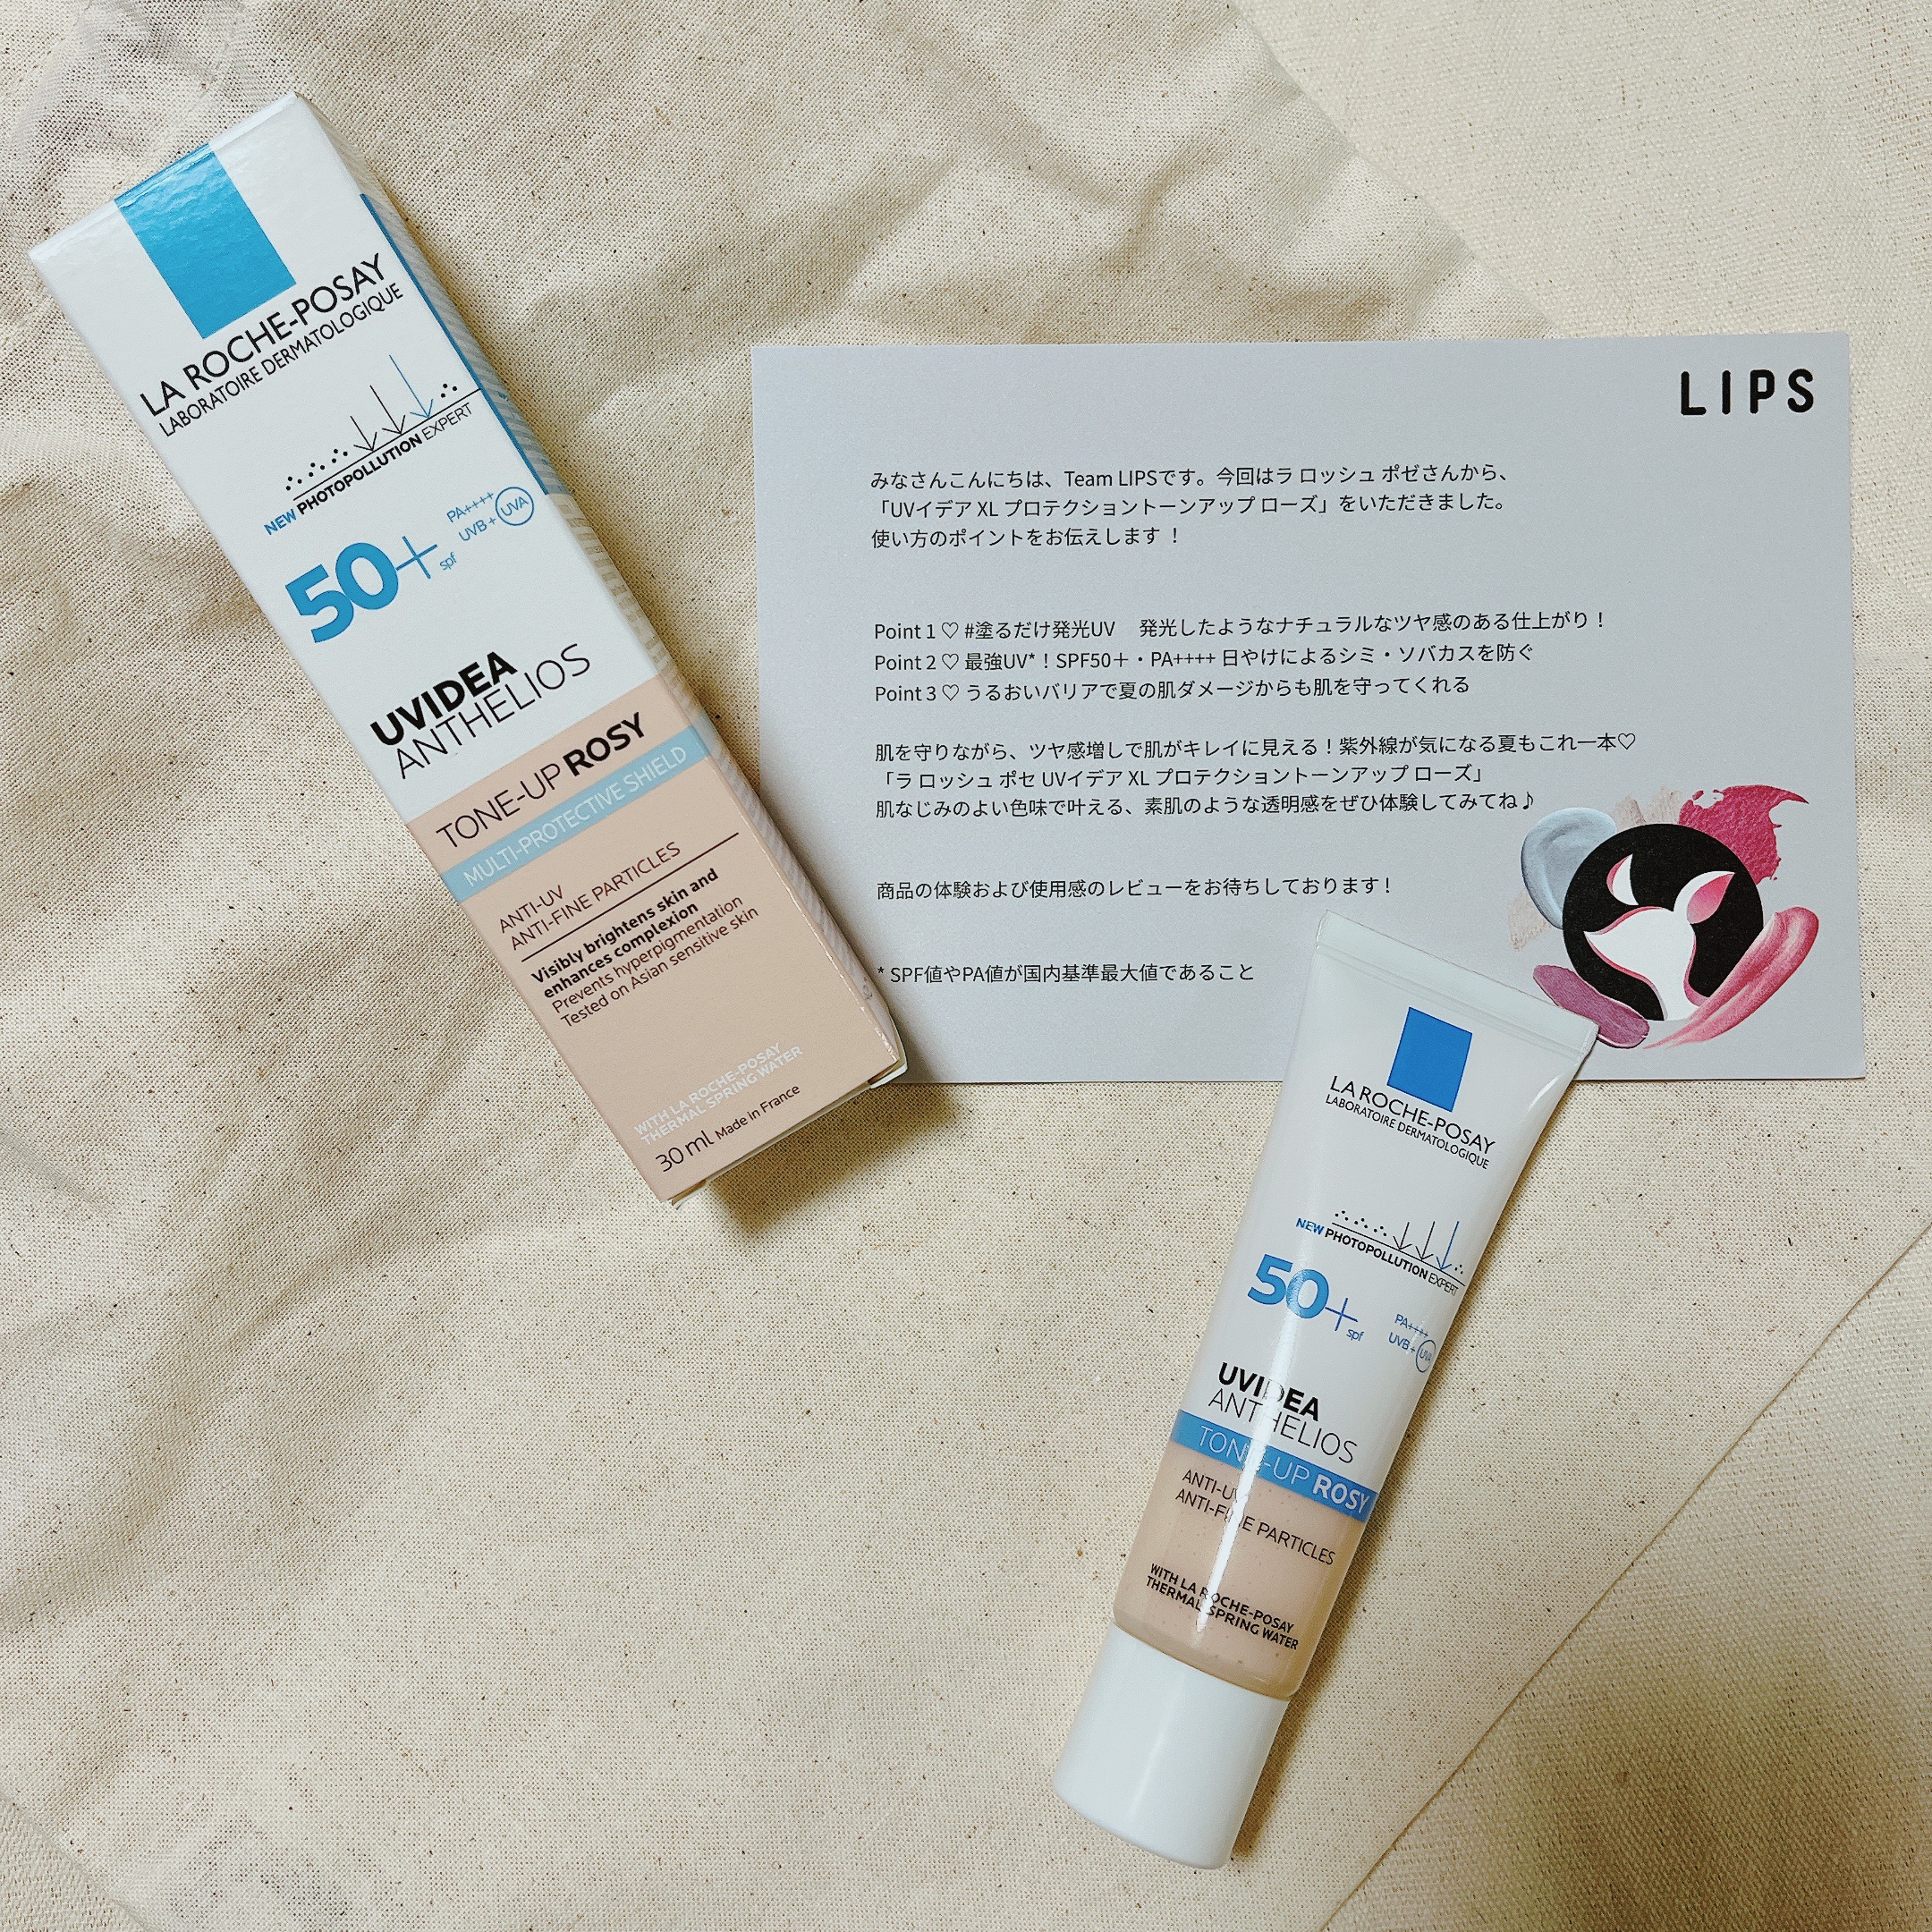 LA ROCHE-POSAY
LABORATOIRE DERMATOLOGIQUE
NEW PHOTOPOLLUTION EXPERT
50+ spf
PA++++
UVB + UVA
UVIDEA
ANTHELIOS
TONE-UP ROSY
MULTI-PROTECTIVE SHIELD
ANTI-UV
ANTI-FINE PARTICLES
Visibly brightens skin and
enhances complexion
Prevents hyperpigmentation
Tested on Asian sensitive skin
WITH LA ROCHE-POSAY
THERMAL SPRING WATER
30 ml Made in France
LIPS
みなさんこんにちは、Team LIPSです。今回はラ ロッシュ ポゼさんから、
「UVイデア XL プロテクショントーンアップ ローズ」をいただきました。
使い方のポイントをお伝えします！
Point 1 ♡ #塗るだけ発光UV　発光したようなナチュラルなツヤ感のある仕上がり！
Point 2 ♡ 最強UV*！SPF50＋・PA++++ 日やけによるシミ・ソバカスを防ぐ
Point 3 ♡ うるおいバリアで夏の肌ダメージからも肌を守ってくれる
肌を守りながら、ツヤ感増しで肌がキレイに見える！紫外線が気になる夏もこれ一本♡
「ラ ロッシュ ポセ UVイデア XL プロテクショントーンアップ ローズ」
肌なじみのよい色味で叶える、素肌のような透明感をぜひ体験してみてね♪
商品の体験および使用感のレビューをお待ちしております！
* SPF値やPA値が国内基準最大値であること
LA ROCHE-POSAY
LABORATOIRE DERMATOLOGIQUE
NEW PHOTOPOLLUTION EXPERT
50+ spf
PA++++
UVB + UVA
UVIDEA
ANTHELIOS
TONE-UP ROSY
ANTI-UV
ANTI-FINE PARTICLES
WITH LA ROCHE-POSAY
THERMAL SPRING WATER